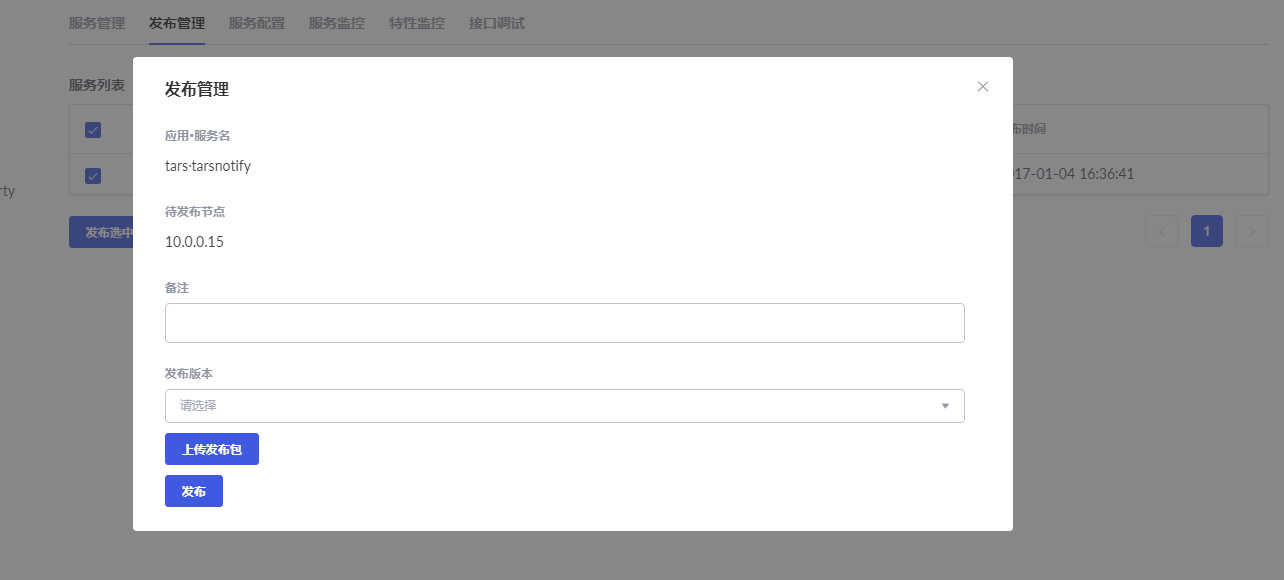 服务管理 发布管理 服务配置 服务监控 特性监控 接口调试
服务列表
布时间
17-01-04 16:36:41
rty
发布选中
1
发布管理
应用·服务名
tars·tarsnotify
待发布节点
10.0.0.15
备注
发布版本
请选择
上传发布包
发布